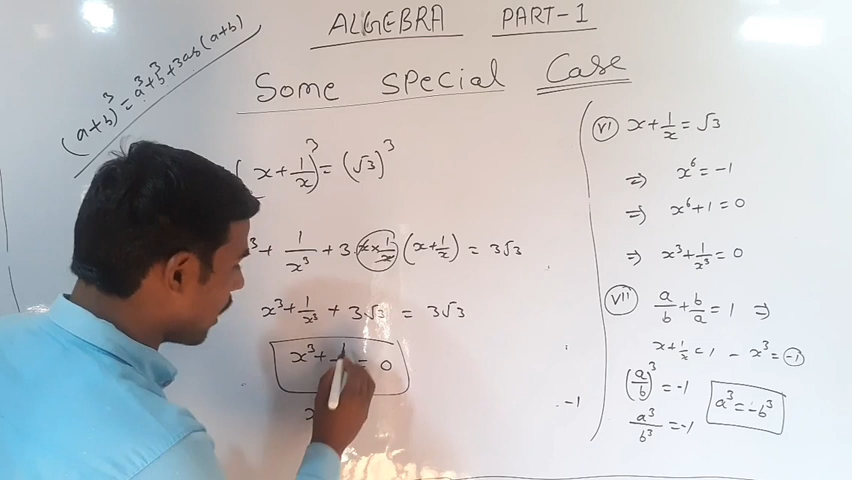 ALGEBRA PART-1
(a+b)³ = a³+b³+3ab(a+b)
Some Special Case
(x+1/x)³ = (√3)³
³ + 1/x³ + 3·x×1/x (x+1/x) = 3√3
x³+1/x³ + 3√3 = 3√3
x³+ = 0
x
vi x+1/x = √3
⇒ x⁶ = -1
⇒ x⁶+1 = 0
⇒ x³+1/x³ = 0
vii a/b + b/a = 1 ⇒
x+1/x = 1 - x³ = -1
(a/b)³ = -1
a³/b³ = -1
a³ = -b³
-1